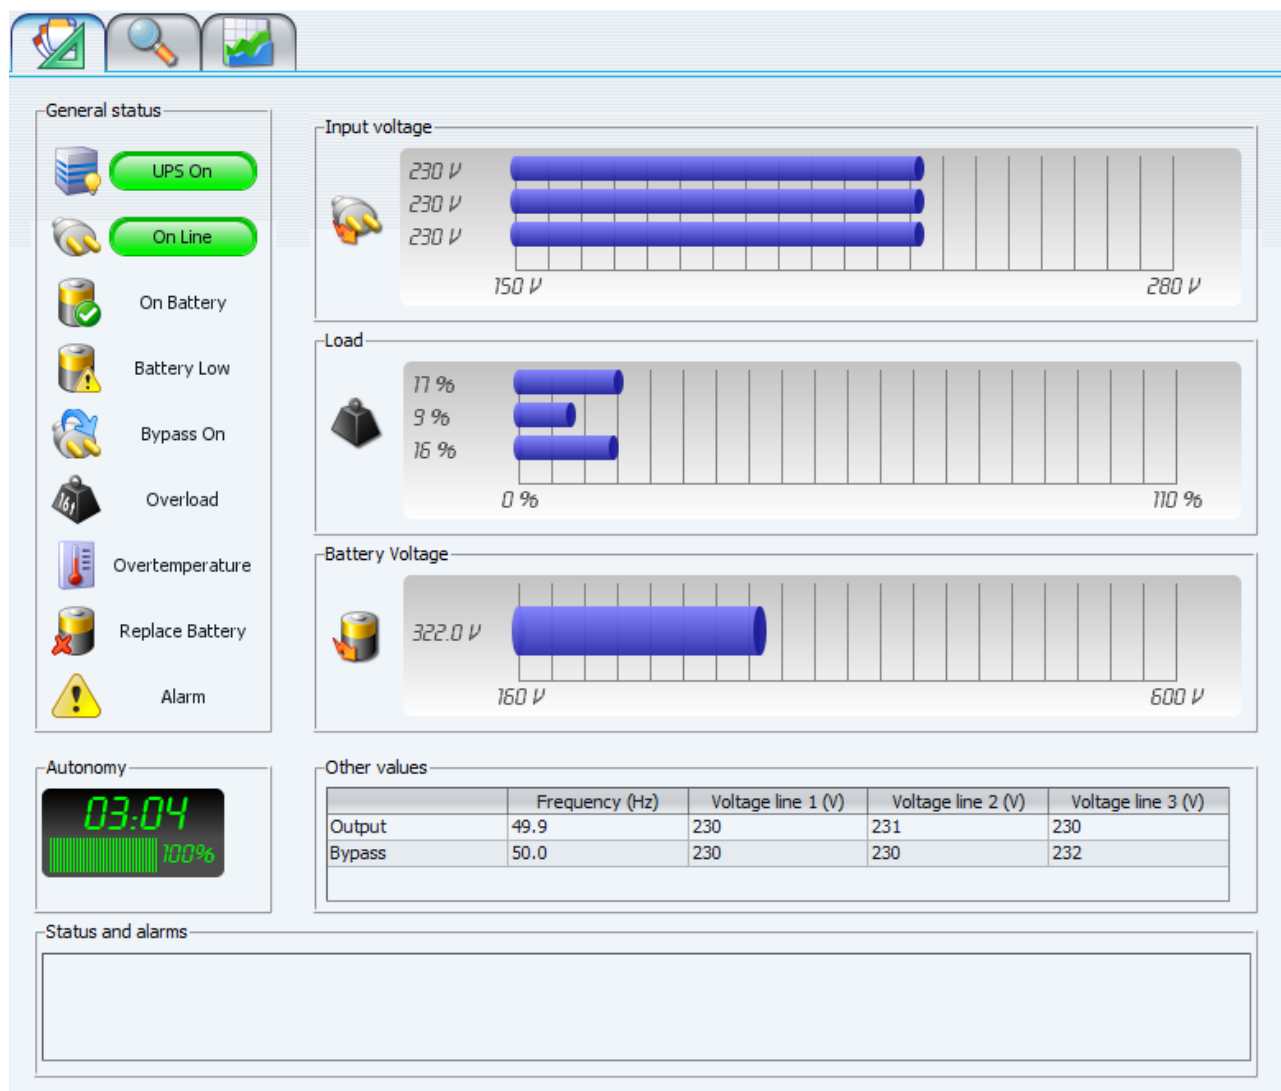 General status
UPS On
On Line
On Battery
Battery Low
Bypass On
16t
Overload
Overtemperature
Replace Battery
Alarm
Input voltage
230 V
230 V
230 V
150 V 280 V
Load
17 %
9 %
16 %
0 % 110 %
Battery Voltage
322.0 V
160 V 600 V
Autonomy
03:04
100%
Other values
Frequency (Hz) Voltage line 1 (V) Voltage line 2 (V) Voltage line 3 (V)
Output 49.9 230 231 230
Bypass 50.0 230 230 232
Status and alarms